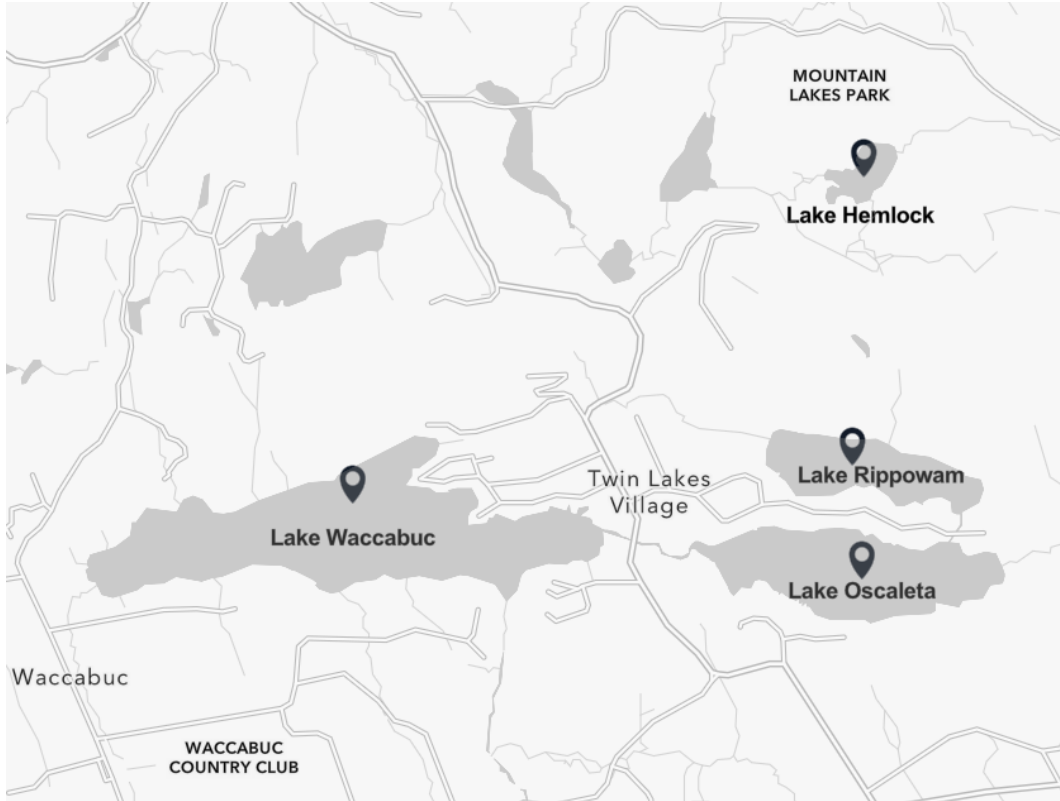 MOUNTAIN
LAKES PARK
Lake Hemlock
Twin Lakes
Village
Lake Rippowam
Lake Waccabuc
Lake Oscaleta
Waccabuc
WACCABUC
COUNTRY CLUB